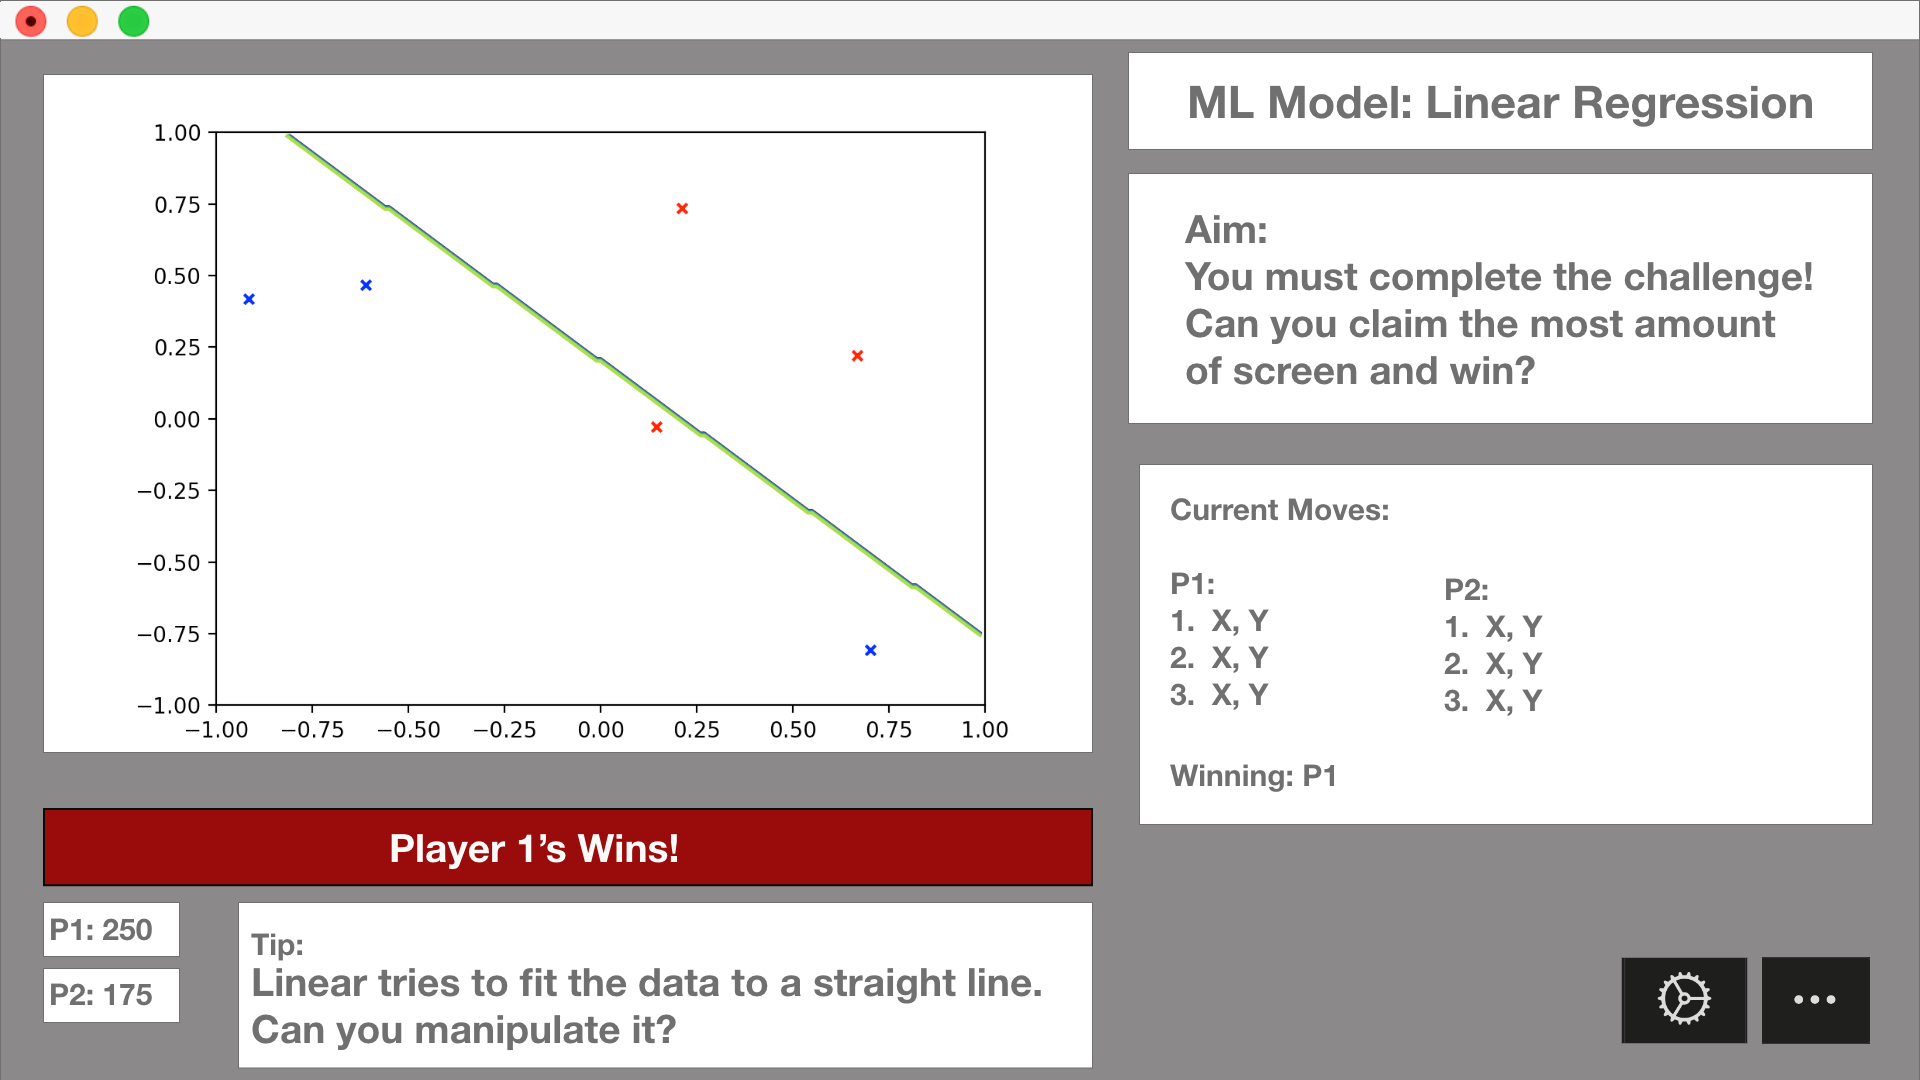 1.00
0.75
0.50
0.25
0.00
−0.25
−0.50
−0.75
−1.00
−1.00 −0.75 −0.50 −0.25 0.00 0.25 0.50 0.75 1.00
Player 1’s Wins!
P1: 250
P2: 175
Tip:
Linear tries to fit the data to a straight line.
Can you manipulate it?
ML Model: Linear Regression
Aim:
You must complete the challenge!
Can you claim the most amount
of screen and win?
Current Moves:
P1:
1. X, Y
2. X, Y
3. X, Y
P2:
1. X, Y
2. X, Y
3. X, Y
Winning: P1